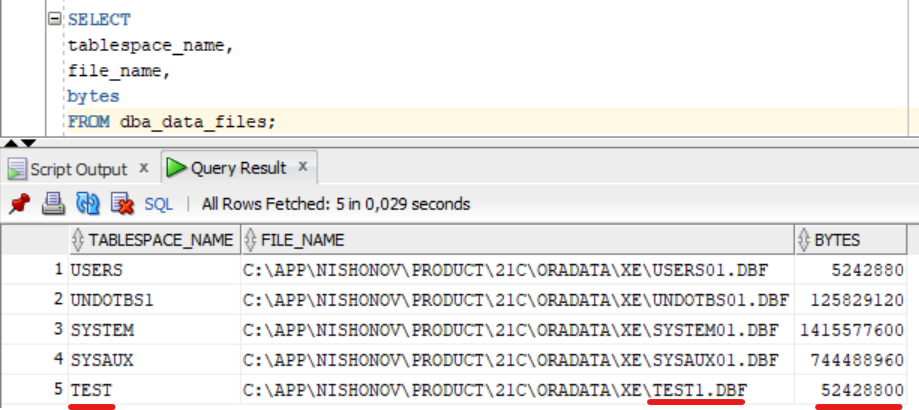 SELECT
tablespace_name,
file_name,
bytes
FROM dba_data_files;
Script Output x Query Result x
SQL | All Rows Fetched: 5 in 0,029 seconds
TABLESPACE_NAME FILE_NAME BYTES
1 USERS C:\APP\NISHONOV\PRODUCT\21C\ORADATA\XE\USERS01.DBF 5242880
2 UNDOTBS1 C:\APP\NISHONOV\PRODUCT\21C\ORADATA\XE\UNDOTBS01.DBF 125829120
3 SYSTEM C:\APP\NISHONOV\PRODUCT\21C\ORADATA\XE\SYSTEM01.DBF 1415577600
4 SYSAUX C:\APP\NISHONOV\PRODUCT\21C\ORADATA\XE\SYSAUX01.DBF 744488960
5 TEST C:\APP\NISHONOV\PRODUCT\21C\ORADATA\XE\TEST1.DBF 52428800